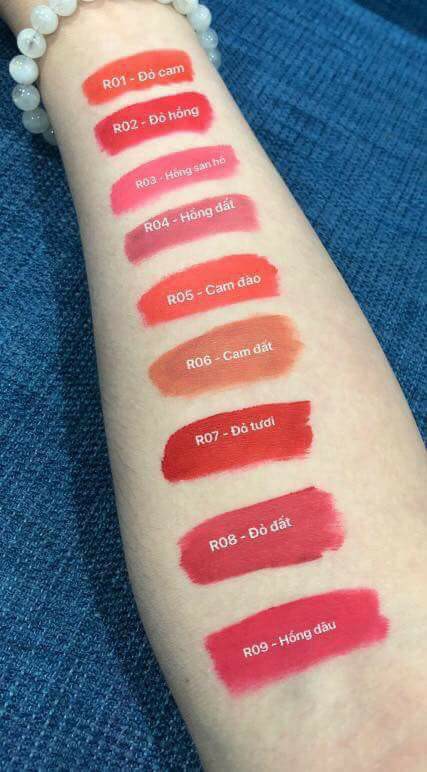 R01 - Đỏ cam
R02 - Đỏ hồng
R03 - Hồng san hô
R04 - Hồng đất
R05 - Cam đào
R06 - Cam đất
R07 - Đỏ tươi
R08 - Đỏ đất
R09 - Hồng dâu